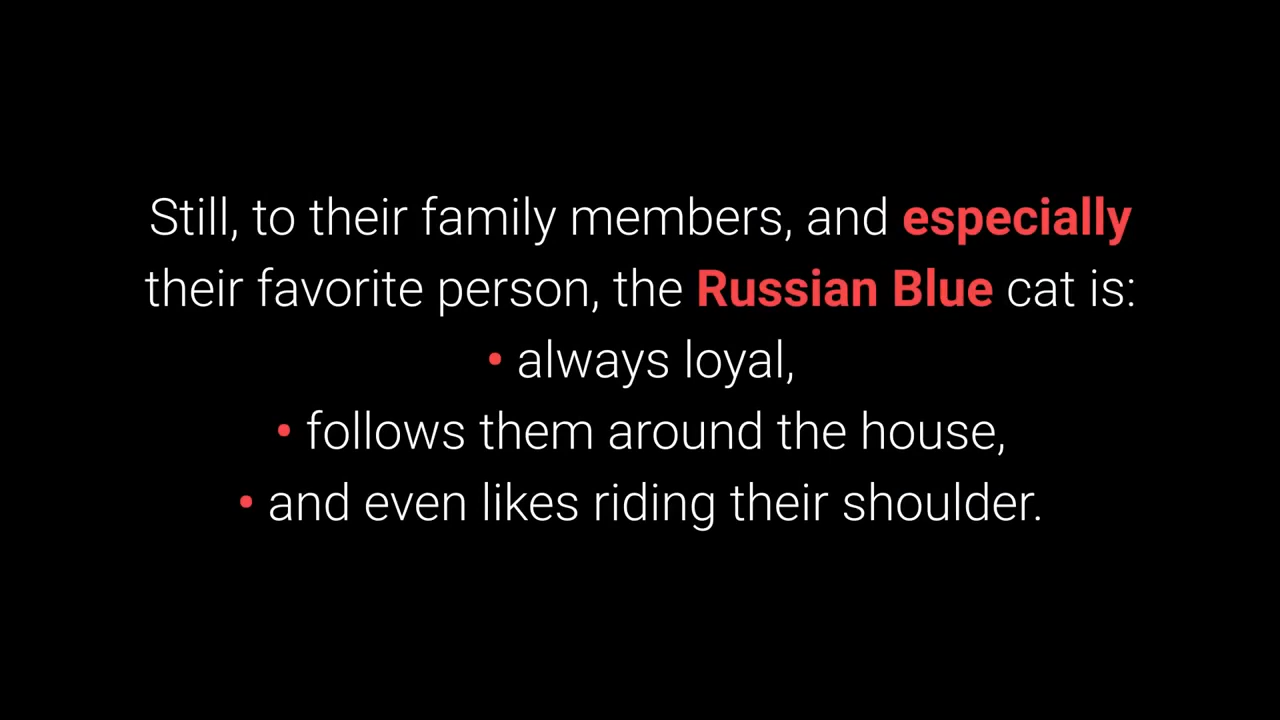 Still, to their family members, and especially
their favorite person, the Russian Blue cat is:
• always loyal,
• follows them around the house,
• and even likes riding their shoulder.